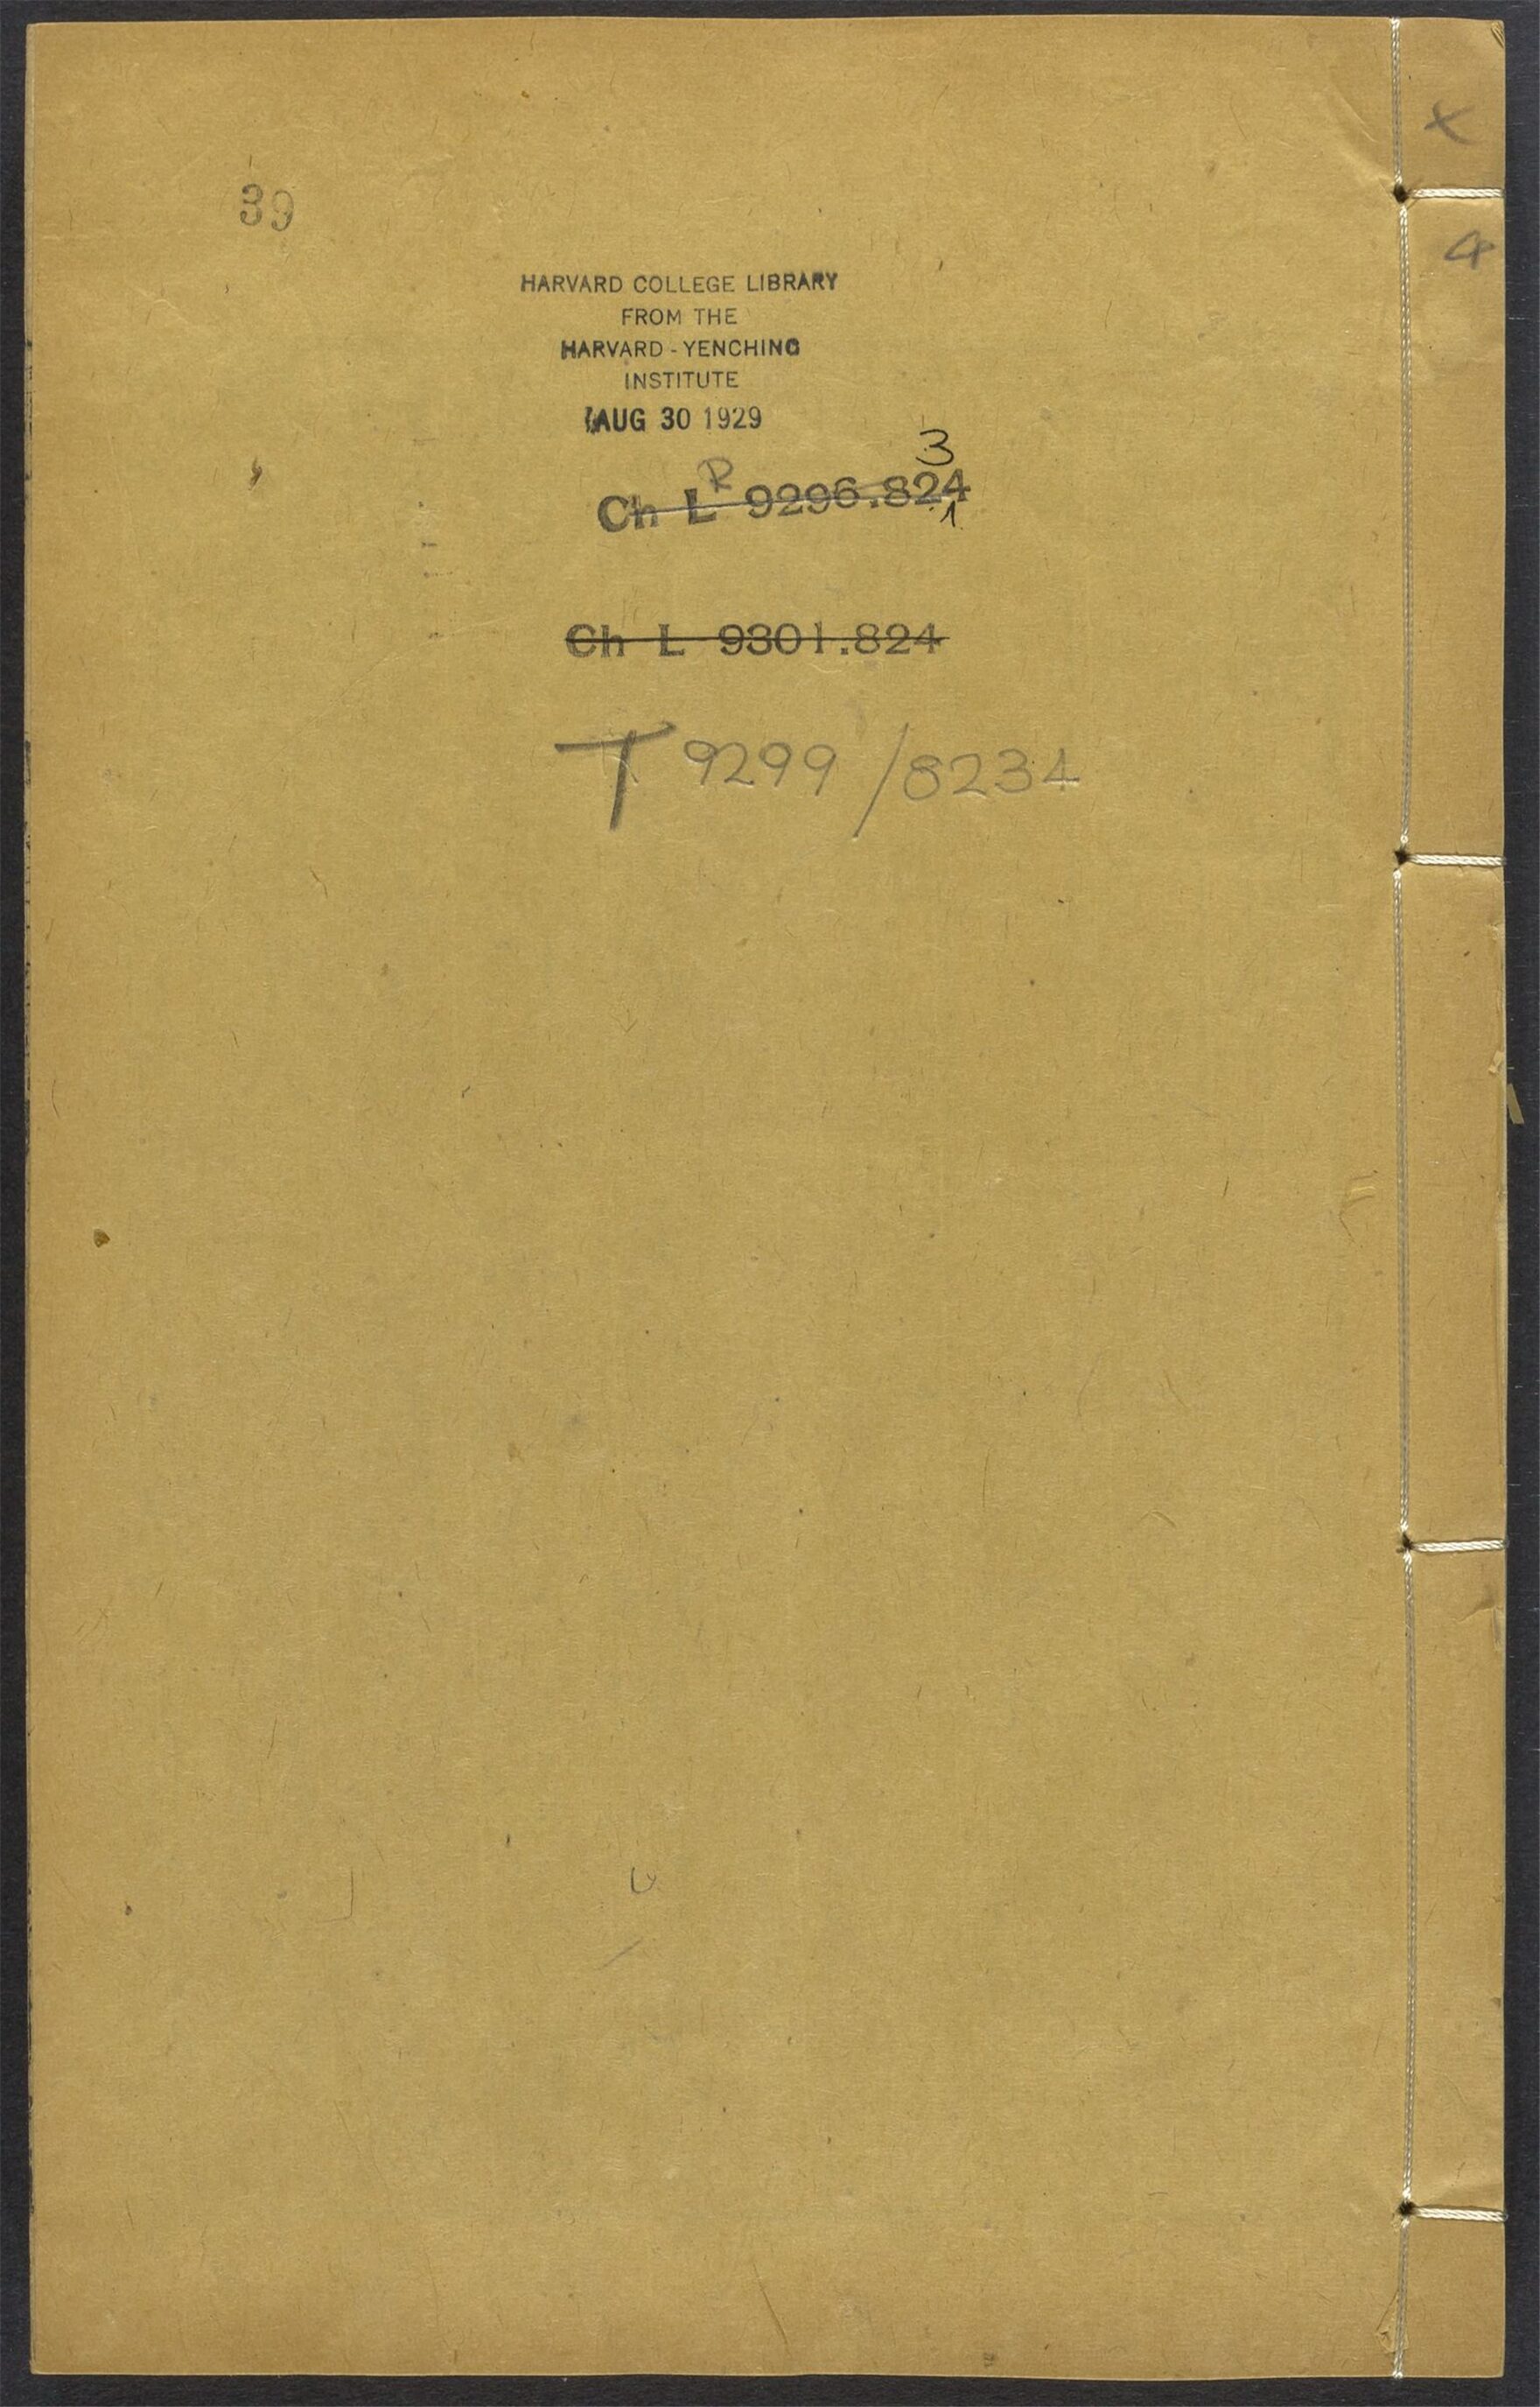 X
4
39
HARVARD COLLEGE LIBRARY
FROM THE
HARVARD-YENCHING
INSTITUTE
AUG 30 1929
3
R
Ch L 9296.824
1
Ch L 9301.824
T 9299/8234